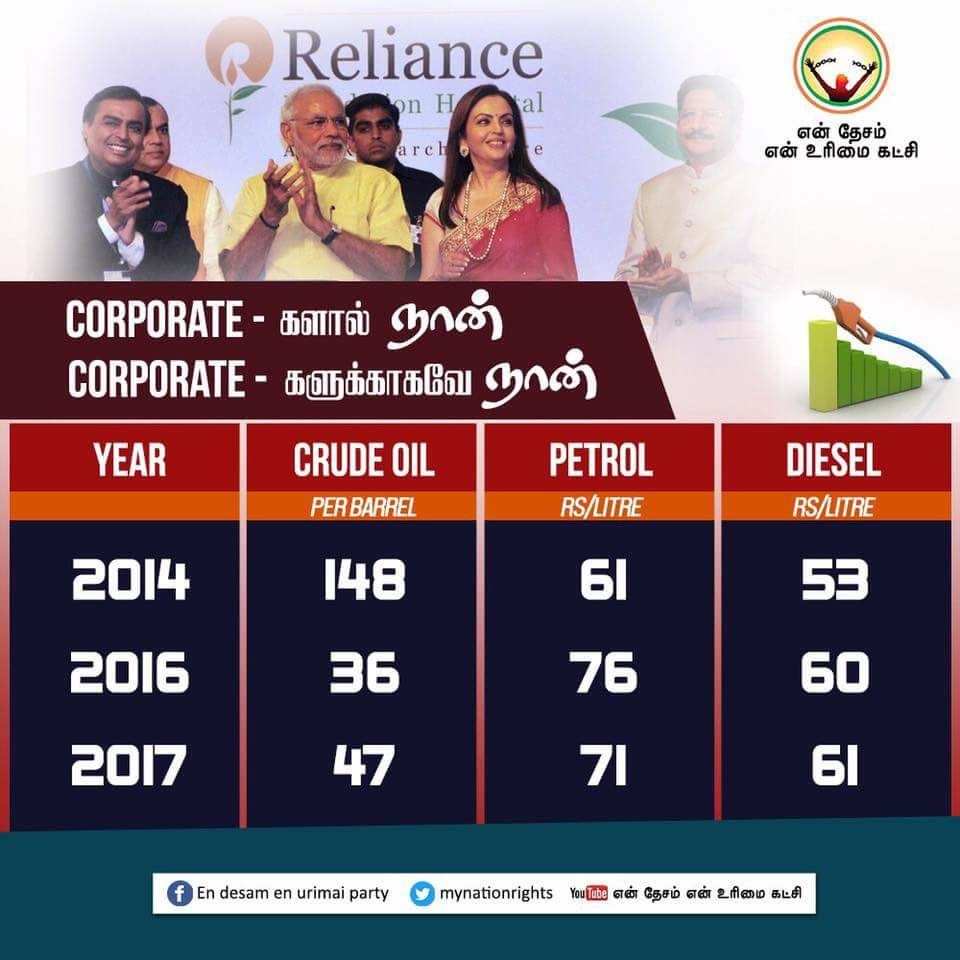 Reliance
என் தேசம்
என் உரிமை கட்சி
CORPORATE - களால் நான்
CORPORATE - களுக்காகவே நான்
YEAR CRUDE OIL PETROL DIESEL
PER BARREL RS/LITRE RS/LITRE
2014 148 61 53
2016 36 76 60
2017 47 71 61
En desam en urimai party mynationrights YouTube என் தேசம் என் உரிமை கட்சி